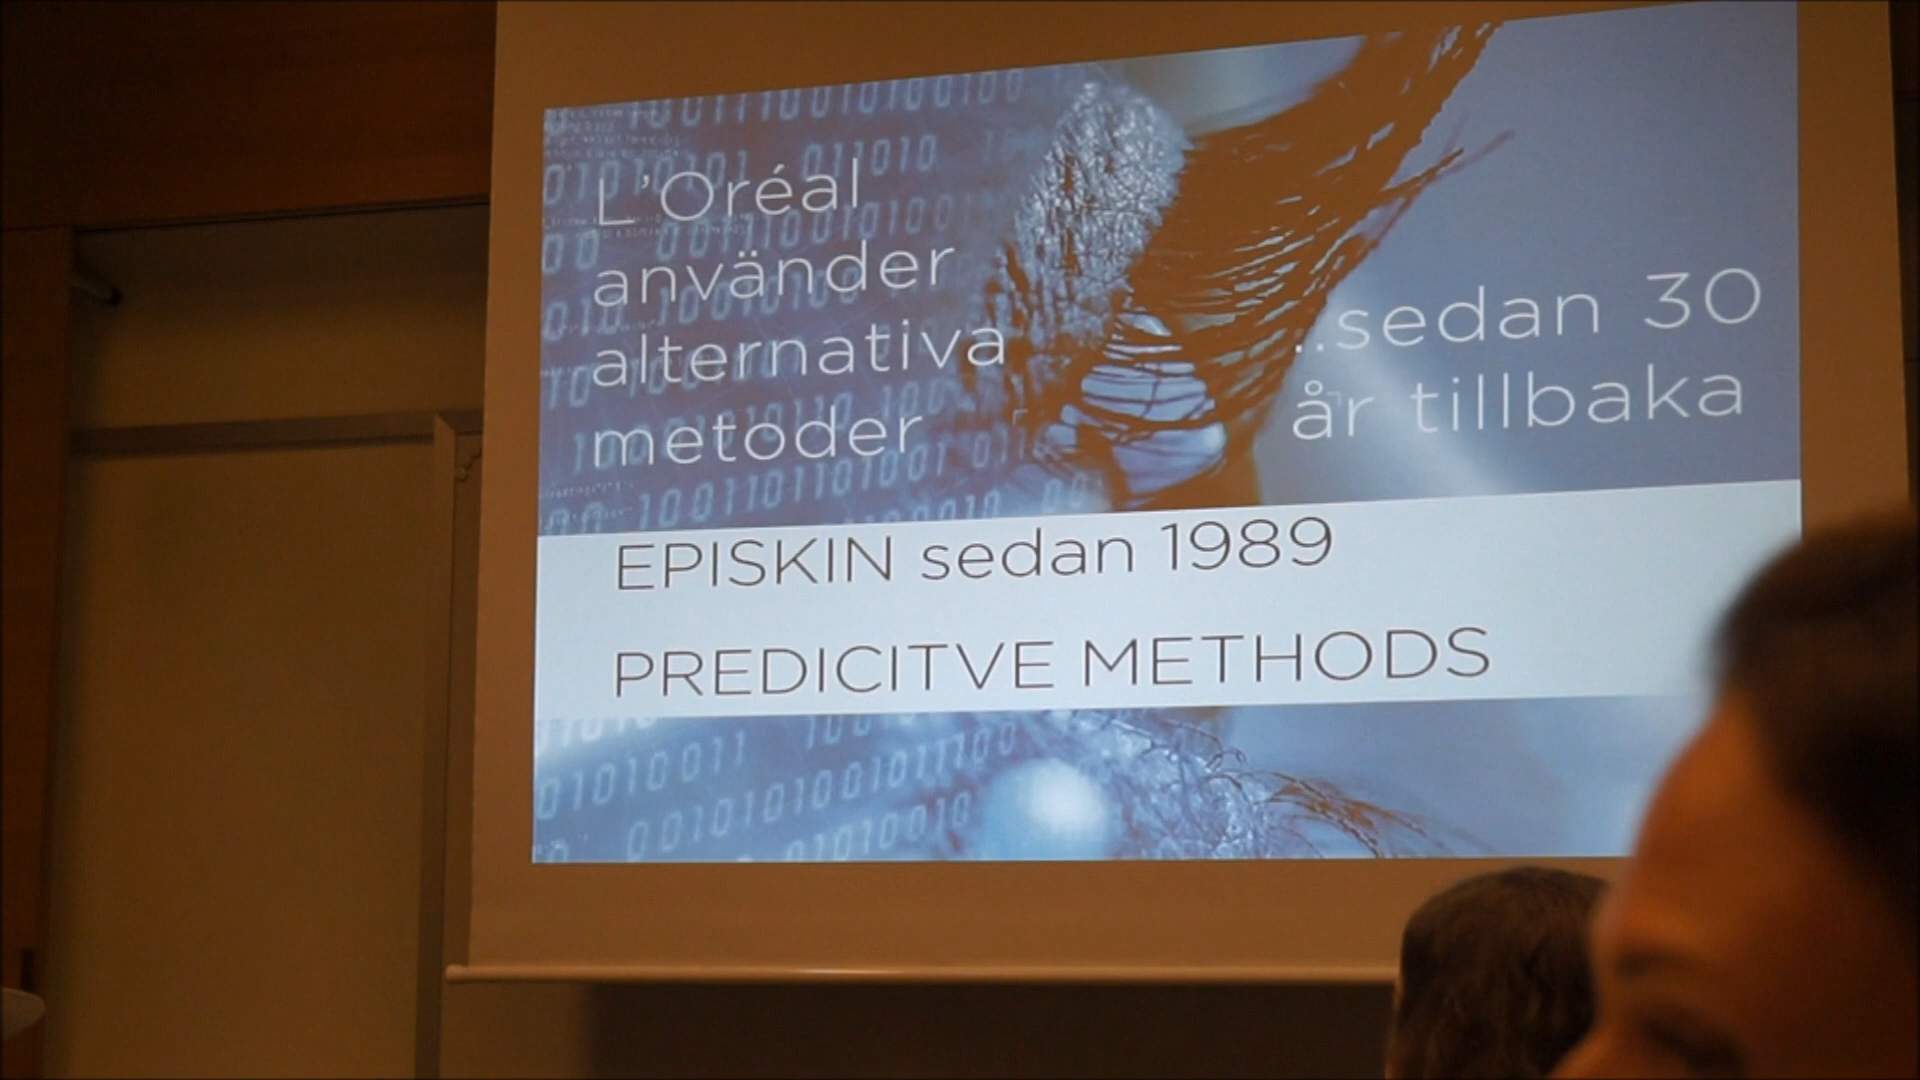 L'Oréal
använder
alternativa
metoder
..sedan 30
år tillbaka
EPISKIN sedan 1989
PREDICITVE METHODS